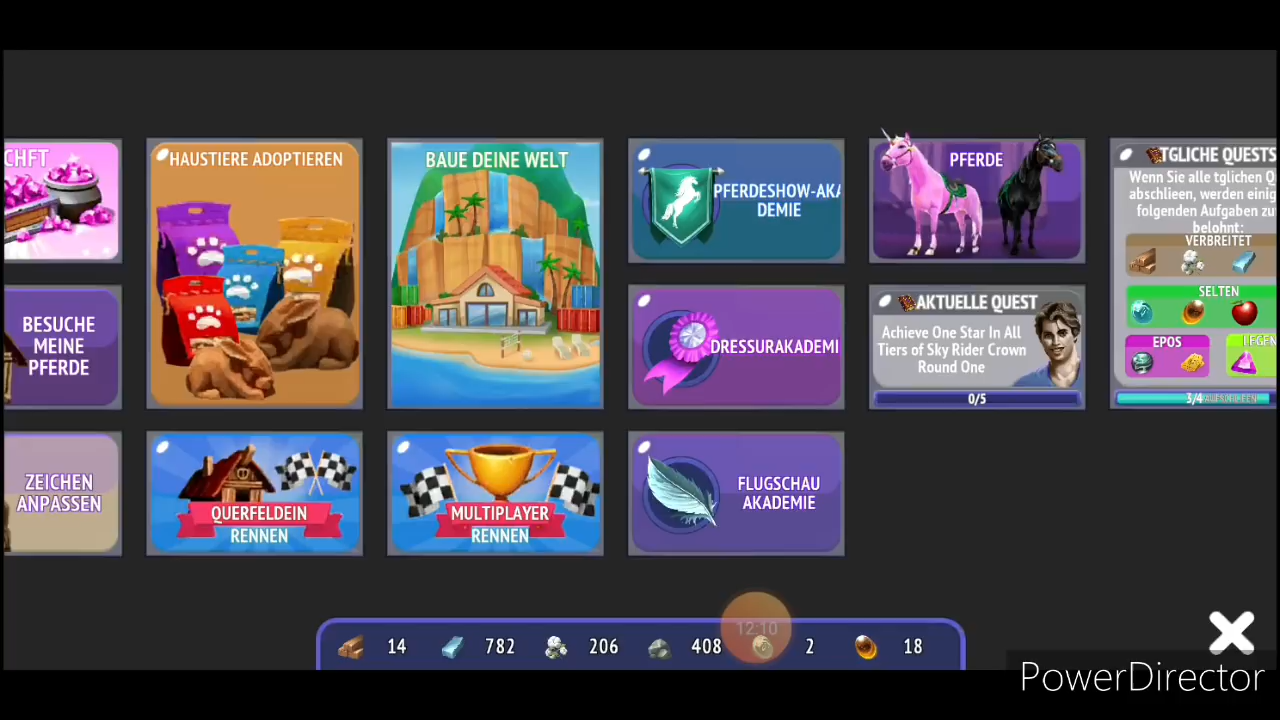 CHFT
BESUCHE
MEINE
PFERDE
ZEICHEN
ANPASSEN
HAUSTIERE ADOPTIEREN
QUERFELDEIN
RENNEN
BAUE DEINE WELT
MULTIPLAYER
RENNEN
PFERDESHOW-AKA
DEMIE
DRESSURAKADEMI
FLUGSCHAU
AKADEMIE
PFERDE
AKTUELLE QUEST
Achieve One Star In All
Tiers of Sky Rider Crown
Round One
0/5
TGLICHE QUESTS
Wenn Sie alle tglichen Q
abschlieen, werden einig
folgenden Aufgaben zu
belohnt:
VERBREITET
SELTEN
EPOS
LEGEN
3/4
14
782
206
408
12:10
2
18
PowerDirector